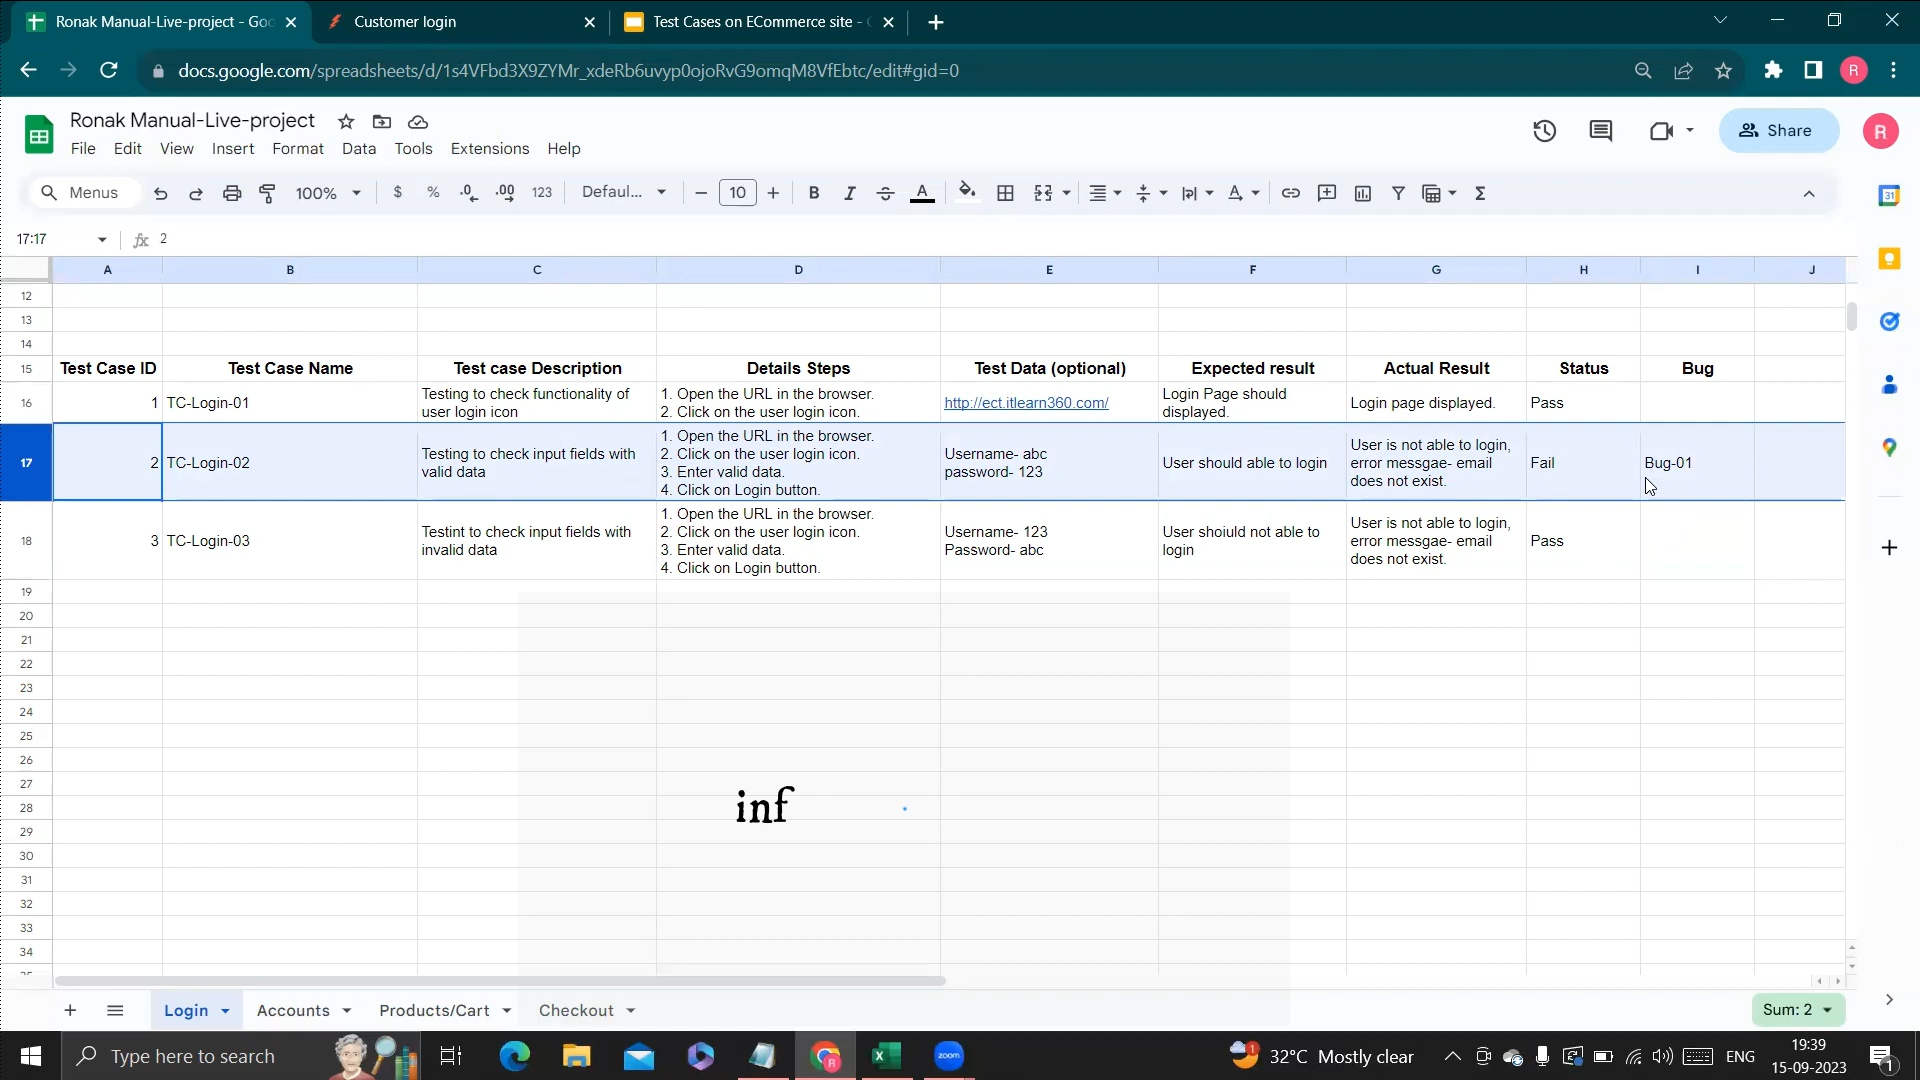 Ronak Manual-Live-project - Goo
Customer login
Test Cases on ECommerce site -
docs.google.com/spreadsheets/d/1s4VFbd3X9ZYMr_xdeRb6uvyp0ojoRvG9omqM8VfEbtc/edit#gid=0
R
Ronak Manual-Live-project
Share
R
File Edit View Insert Format Data Tools Extensions Help
Menus 100% $ % .0 .00 123 Defaul... 10 B I A
31
17:17 fx 2
A B C D E F G H I J
12
13
14
15 Test Case ID Test Case Name Test case Description Details Steps Test Data (optional) Expected result Actual Result Status Bug
16 1 TC-Login-01
Testing to check functionality of
user login icon
1. Open the URL in the browser.
2. Click on the user login icon.
http://ect.itlearn360.com/
Login Page should
displayed.
Login page displayed.
Pass
17 2 TC-Login-02
Testing to check input fields with
valid data
1. Open the URL in the browser.
2. Click on the user login icon.
3. Enter valid data.
4. Click on Login button.
Username- abc
password- 123
User should able to login
User is not able to login,
error messgae- email
does not exist.
Fail
Bug-01
18 3 TC-Login-03
Testint to check input fields with
invalid data
1. Open the URL in the browser.
2. Click on the user login icon.
3. Enter valid data.
4. Click on Login button.
Username- 123
Password- abc
User shoiuld not able to
login
User is not able to login,
error messgae- email
does not exist.
Pass
19
20
21
22
23
24
25
26
27
28
29
30
31
32
33
34
inf
Login Accounts Products/Cart Checkout
Sum: 2
Type here to search
zoom
1
32°C Mostly clear
ENG
19:39
15-09-2023
1